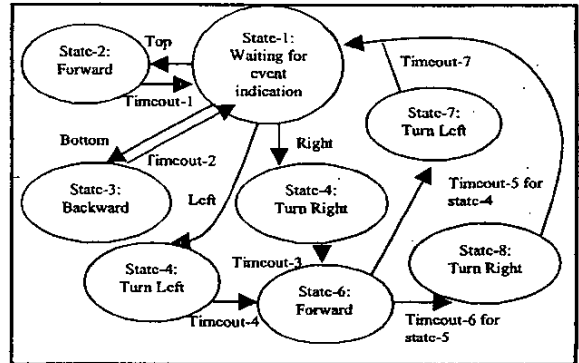 State-2:
Forward
Top
State-1:
Waiting for
event
indication
Timeout-1
Timeout-7
State-7:
Turn Left
Bottom
Timeout-2
Right
State-3:
Backward
Left
State-4:
Turn Right
Timeout-5 for
state-4
State-8:
Turn Right
State-4:
Turn Left
Timeout-3
State-6:
Forward
Timeout-4
Timeout-6 for
state-5